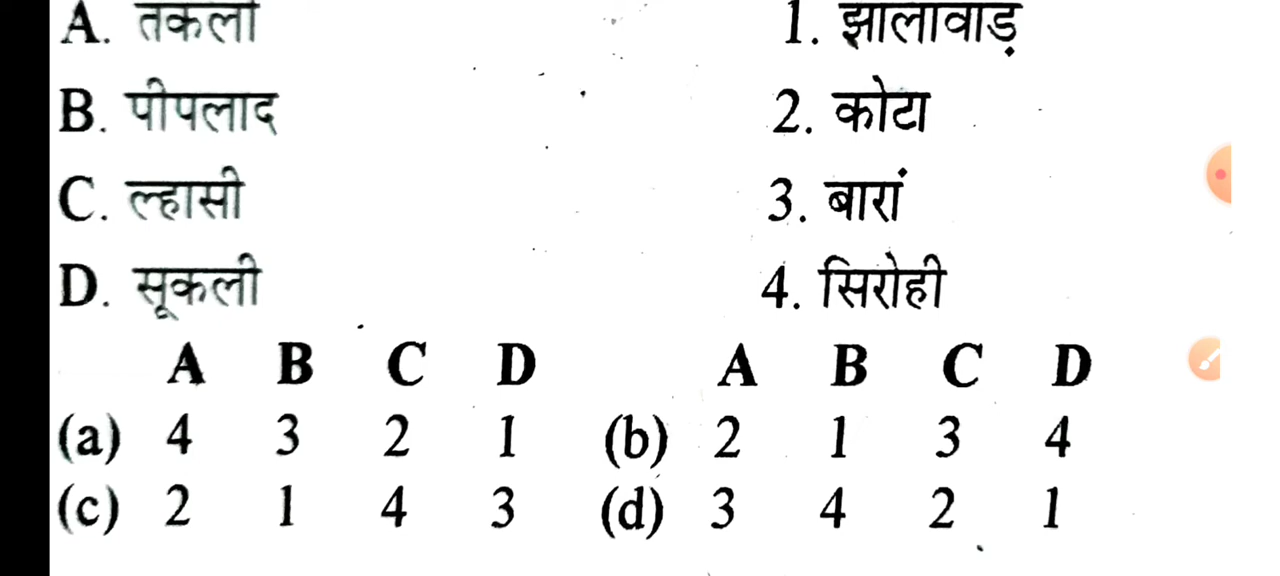 A. तकली 1. झालावाड़
B. पीपलाद 2. कोटा
C. ल्हासी 3. बारां
D. सूकली 4. सिरोही
A B C D A B C D
(a) 4 3 2 1 (b) 2 1 3 4
(c) 2 1 4 3 (d) 3 4 2 1